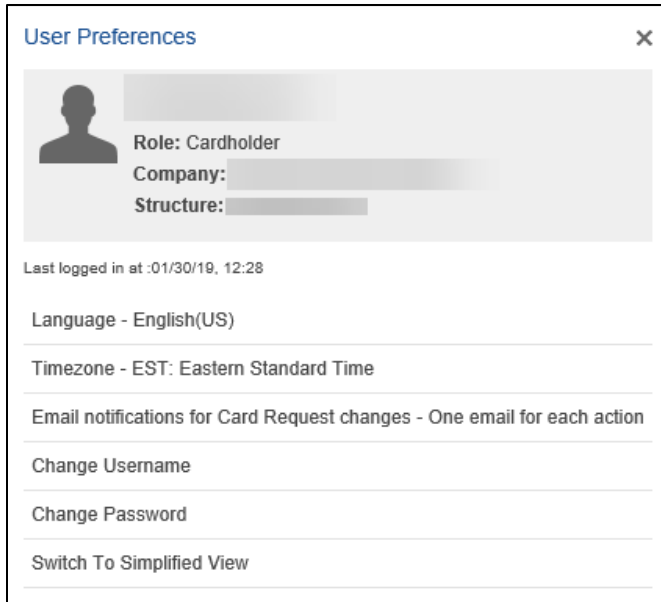 User Preferences
Role: Cardholder
Company:
Structure:
Last logged in at :01/30/19, 12:28
Language - English(US)
Timezone - EST: Eastern Standard Time
Email notifications for Card Request changes - One email for each action
Change Username
Change Password
Switch To Simplified View